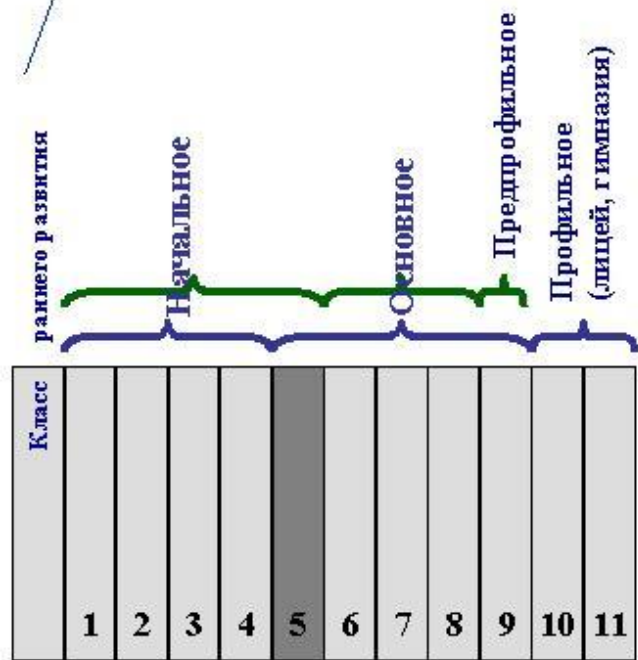 раннего развития
Начальное
Основное
Предпрофильное
Профильное
(лицей, гимназия)
Класс
1 2 3 4 5 6 7 8 9 10 11